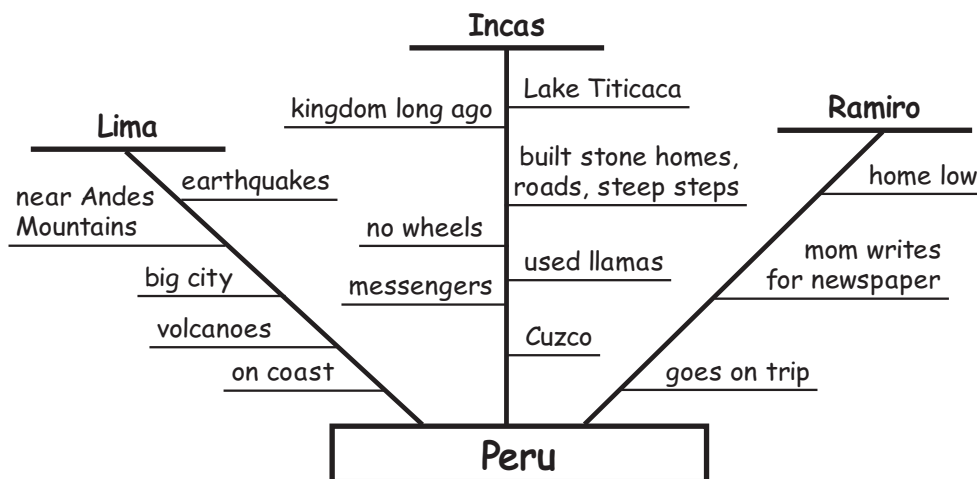 Incas
Lake Titicaca
kingdom long ago
Ramiro
Lima
built stone homes,
roads, steep steps
earthquakes
home low
near Andes
Mountains
no wheels
mom writes
for newspaper
used llamas
big city
messengers
volcanoes
Cuzco
on coast
goes on trip
Peru